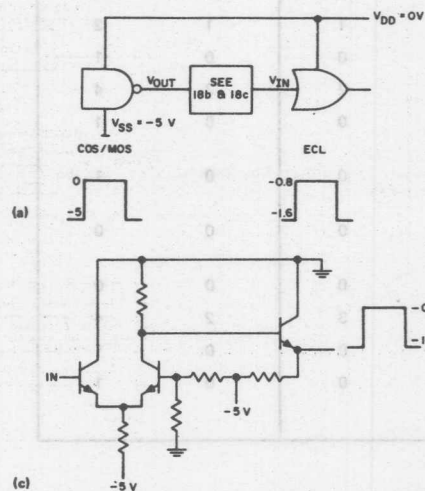 V_DD = 0V
V_OUT
SEE
18b & 18c
V_IN
V_SS = -5 V
COS/MOS
ECL
0
-5
-0.8
-1.6
(a)
IN
-5 V
-5 V
(c)